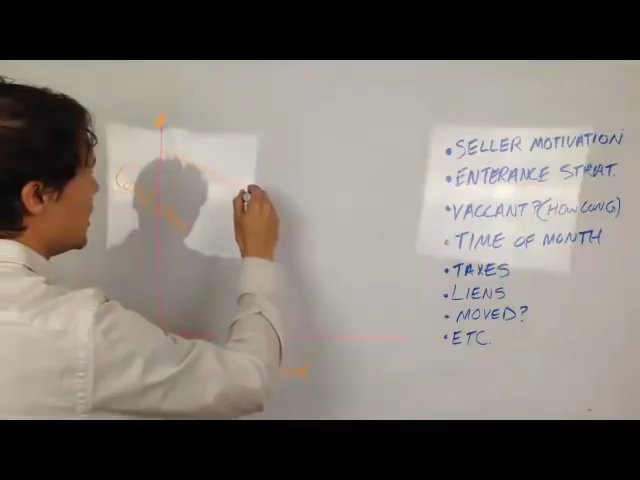 • SELLER MOTIVATION
• ENTERANCE STRAT.
• VACCANT? (HOW LONG)
• TIME OF MONTH
• TAXES
• LIENS
• MOVED?
• ETC.